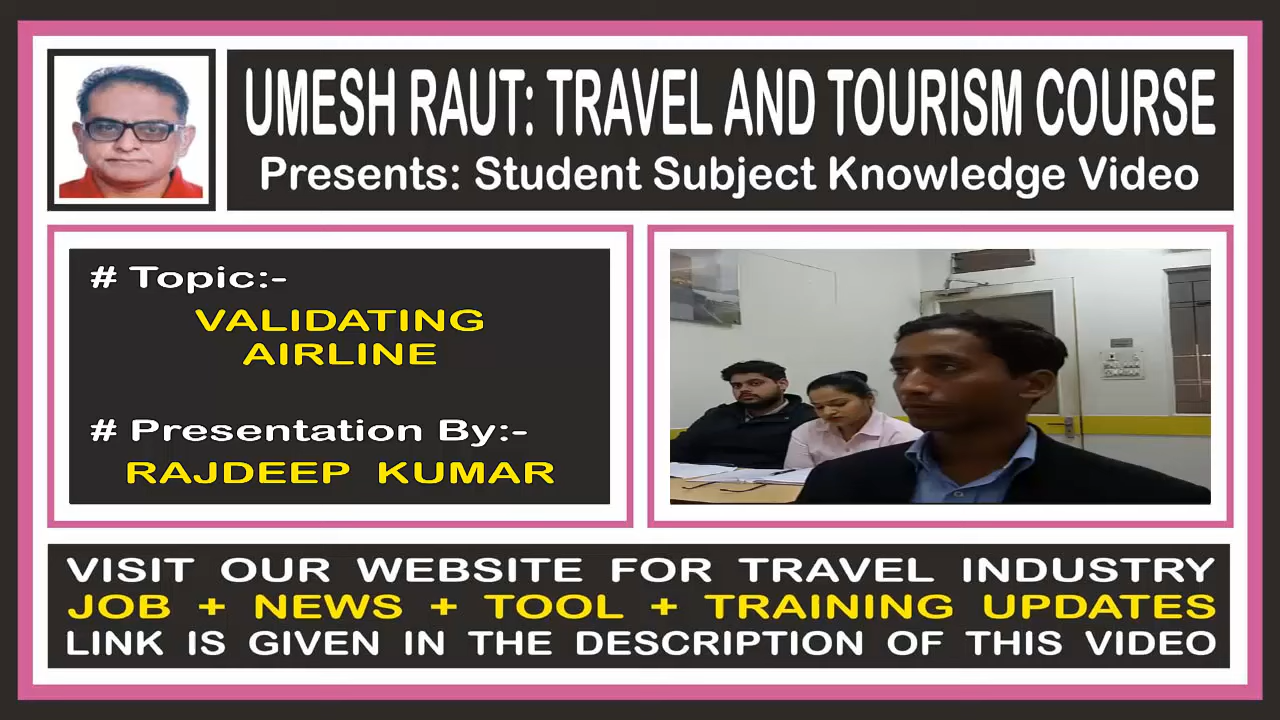 UMESH RAUT: TRAVEL AND TOURISM COURSE
Presents: Student Subject Knowledge Video
# Topic:-
VALIDATING
AIRLINE
# Presentation By:-
RAJDEEP KUMAR
VISIT OUR WEBSITE FOR TRAVEL INDUSTRY
JOB + NEWS + TOOL + TRAINING UPDATES
LINK IS GIVEN IN THE DESCRIPTION OF THIS VIDEO